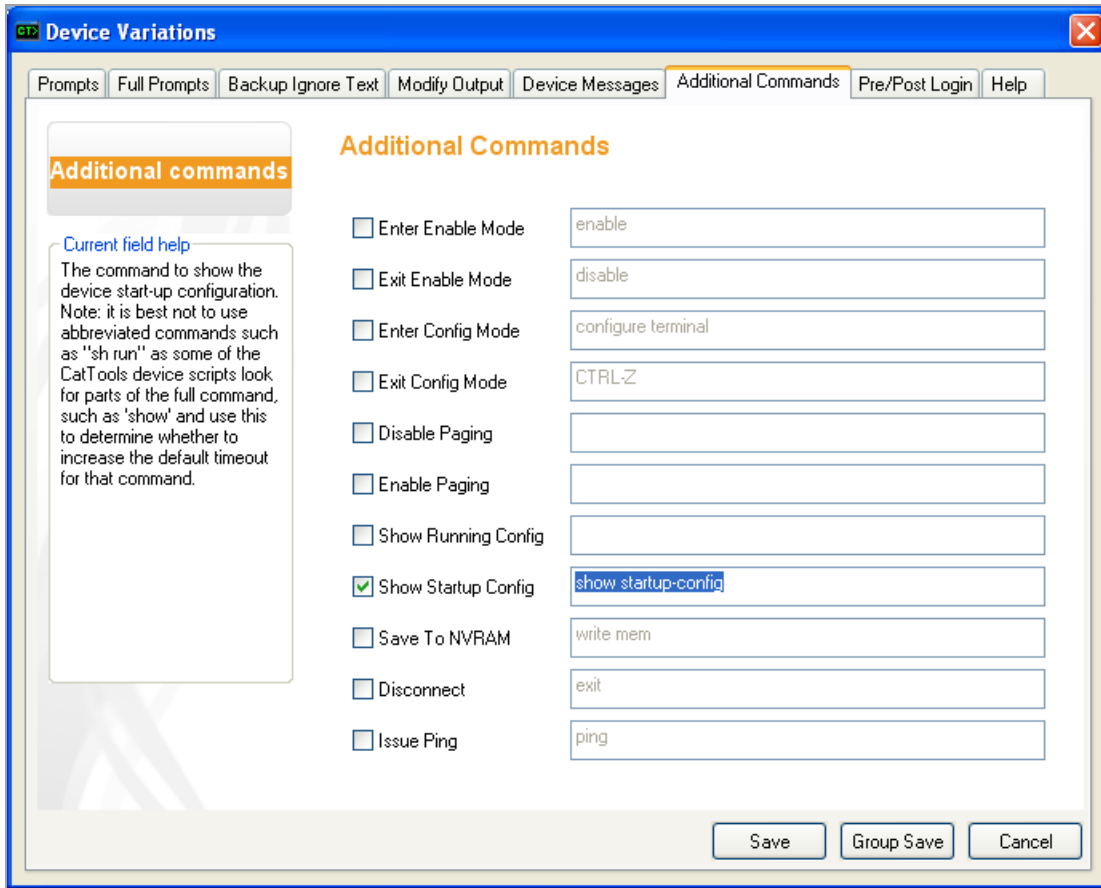 CT> Device Variations
Prompts Full Prompts Backup Ignore Text Modify Output Device Messages Additional Commands Pre/Post Login Help
Additional commands
Current field help
The command to show the
device start-up configuration.
Note: it is best not to use
abbreviated commands such
as "sh run" as some of the
CatTools device scripts look
for parts of the full command,
such as 'show' and use this
to determine whether to
increase the default timeout
for that command.
Additional Commands
Enter Enable Mode enable
Exit Enable Mode disable
Enter Config Mode configure terminal
Exit Config Mode CTRL-Z
Disable Paging
Enable Paging
Show Running Config
Show Startup Config show startup-config
Save To NVRAM write mem
Disconnect exit
Issue Ping ping
Save Group Save Cancel